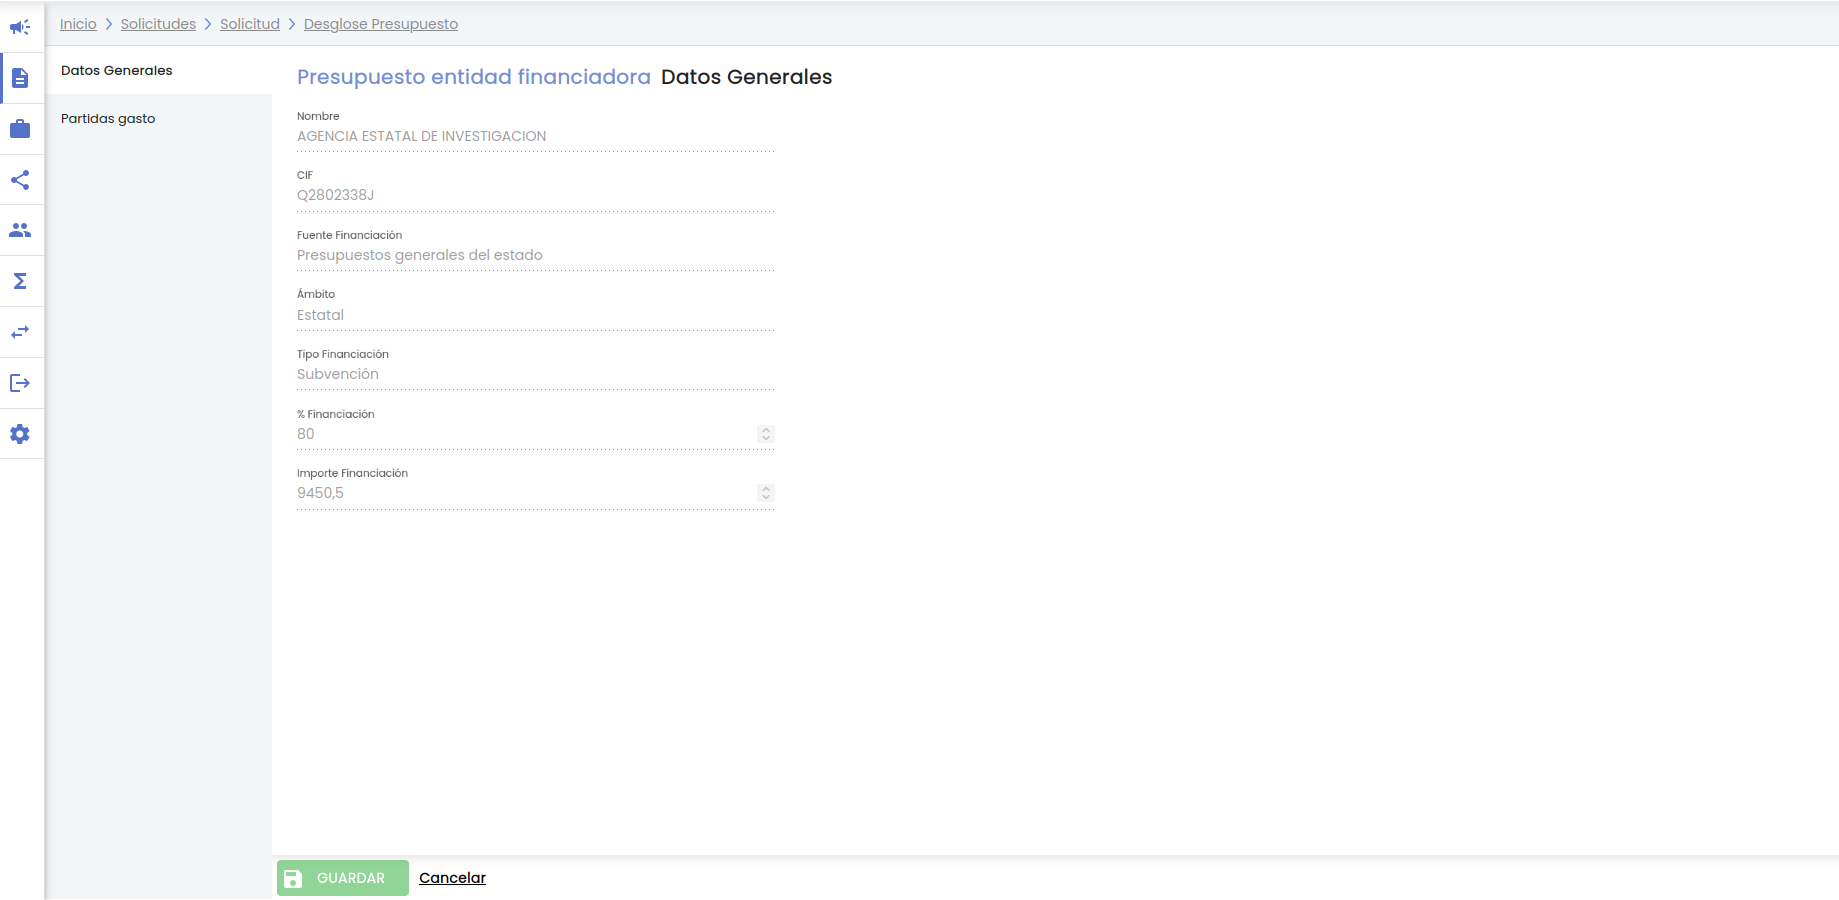 Inicio > Solicitudes > Solicitud > Desglose Presupuesto
Datos Generales
Partidas gasto
Presupuesto entidad financiadora Datos Generales
Nombre
AGENCIA ESTATAL DE INVESTIGACION
CIF
Q2802338J
Fuente Financiación
Presupuestos generales del estado
Ámbito
Estatal
Tipo Financiación
Subvención
% Financiación
80
Importe Financiación
9450,5
GUARDAR Cancelar